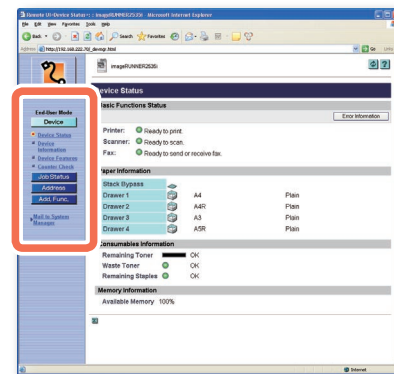 Remote UI<Device Status>: : imageRUNNER2535i - Microsoft Internet Explorer
File Edit View Favorites Tools Help
Back Search Favorites
Address http://192.168.222.70/_devmgr.html Go Links
imageRUNNER2535i
Device Status
Basic Functions Status
Error Information
Printer: Ready to print.
Scanner: Ready to scan.
Fax: Ready to send or receive fax.
Paper Information
Stack Bypass
Drawer 1 A4 Plain
Drawer 2 A4R Plain
Drawer 3 A3 Plain
Drawer 4 A5R Plain
Consumables Information
Remaining Toner OK
Waste Toner OK
Remaining Staples OK
Memory Information
Available Memory 100%
End-User Mode
Device
Device Status
Device
Information
Device Features
Counter Check
Job Status
Address
Add. Func.
Mail to System
Manager
Internet